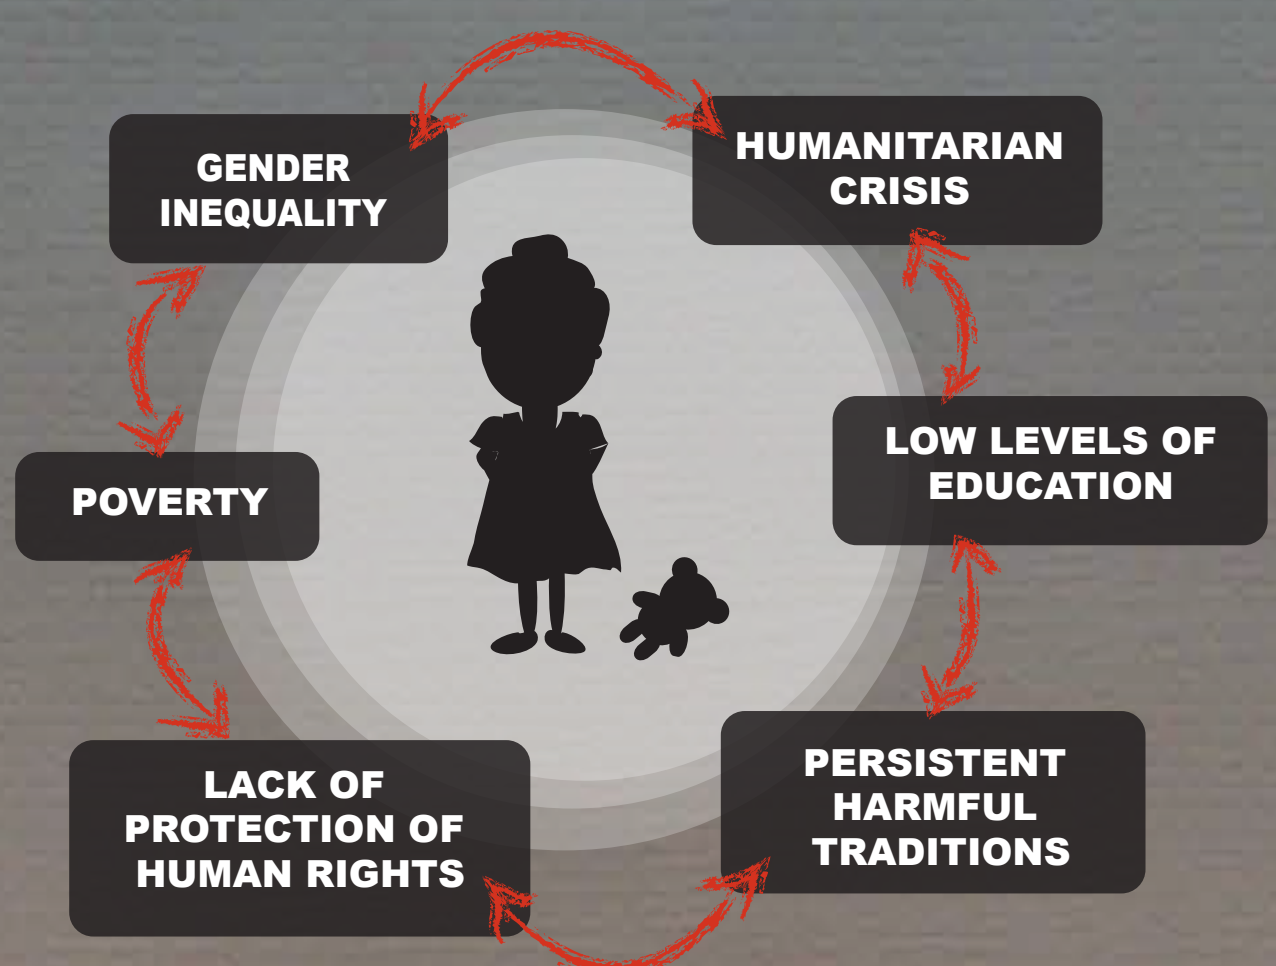 GENDER
INEQUALITY
HUMANITARIAN
CRISIS
POVERTY
LOW LEVELS OF
EDUCATION
LACK OF
PROTECTION OF
HUMAN RIGHTS
PERSISTENT
HARMFUL
TRADITIONS